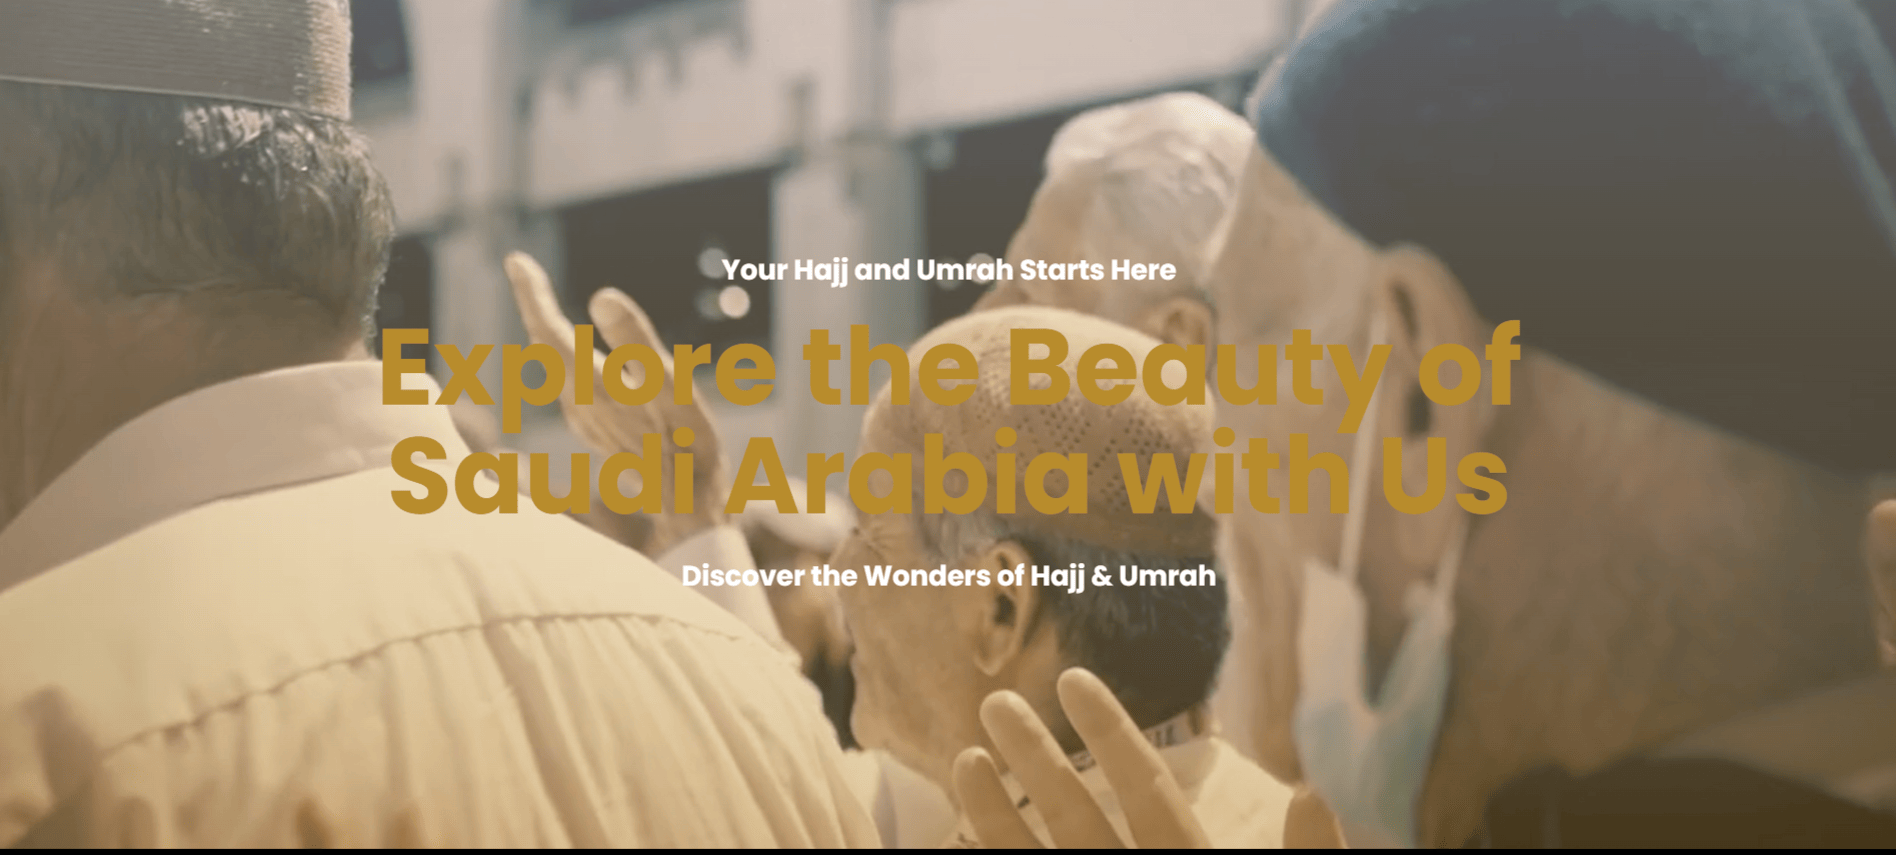 Your Hajj and Umrah Starts Here
Explore the Beauty of
Saudi Arabia with Us
Discover the Wonders of Hajj & Umrah